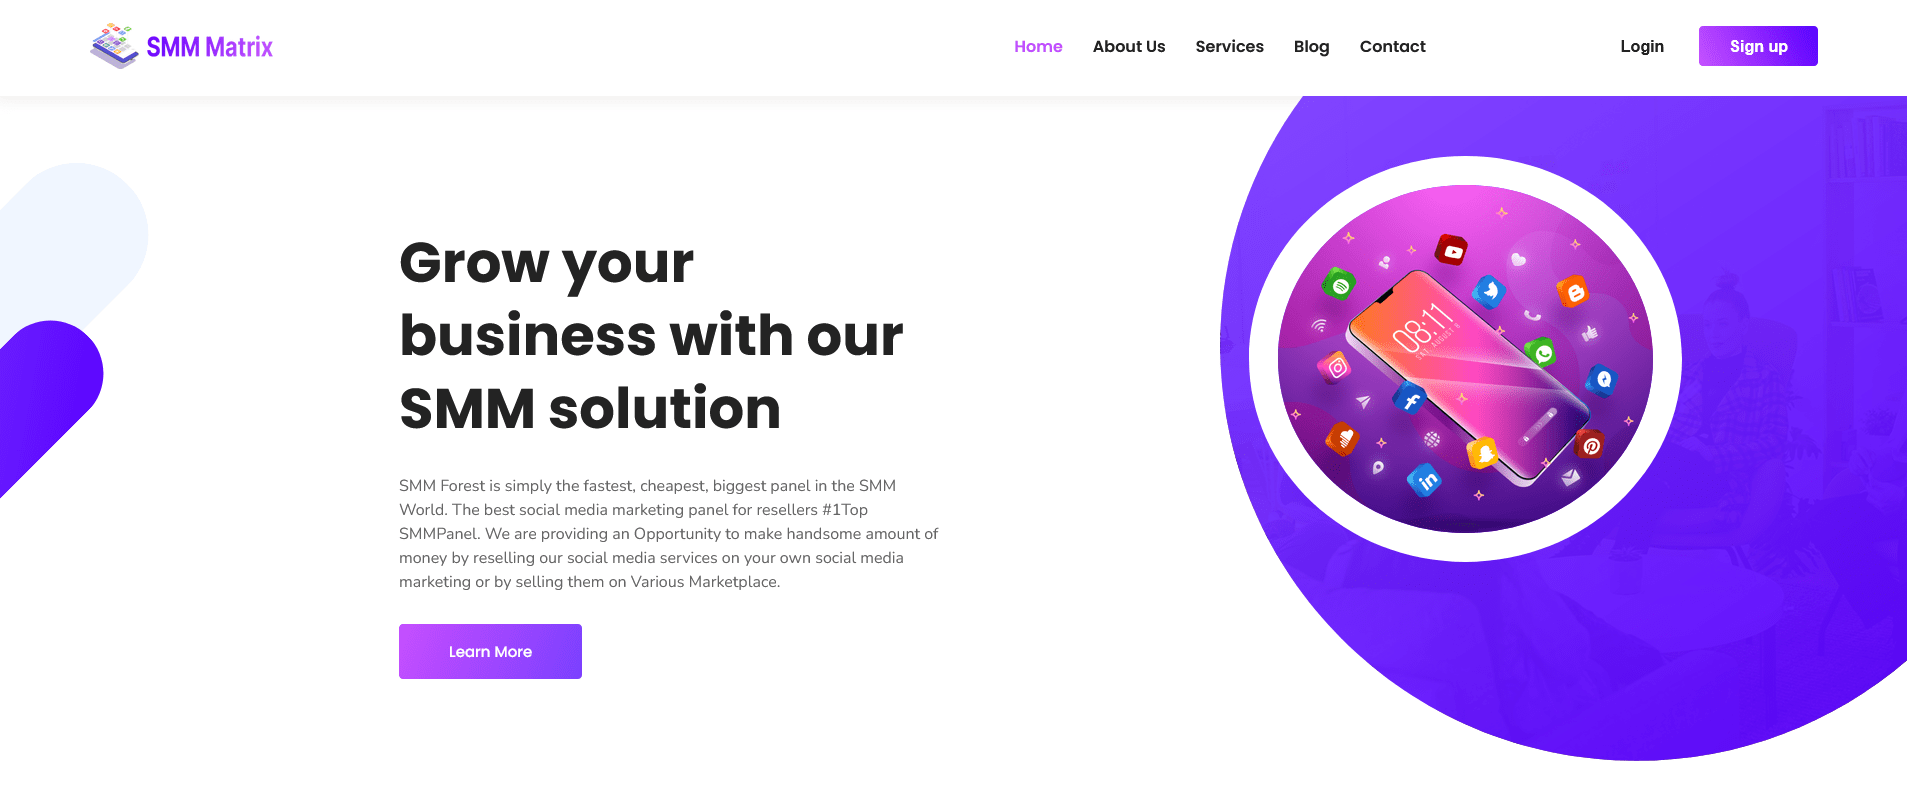 SMM Matrix
Home
About Us
Services
Blog
Contact
Login
Sign up
Grow your
business with our
SMM solution
SMM Forest is simply the fastest, cheapest, biggest panel in the SMM
World. The best social media marketing panel for resellers #1Top
SMMPanel. We are providing an Opportunity to make handsome amount of
money by reselling our social media services on your own social media
marketing or by selling them on Various Marketplace.
Learn More
08:11
SAT, AUGUST 6